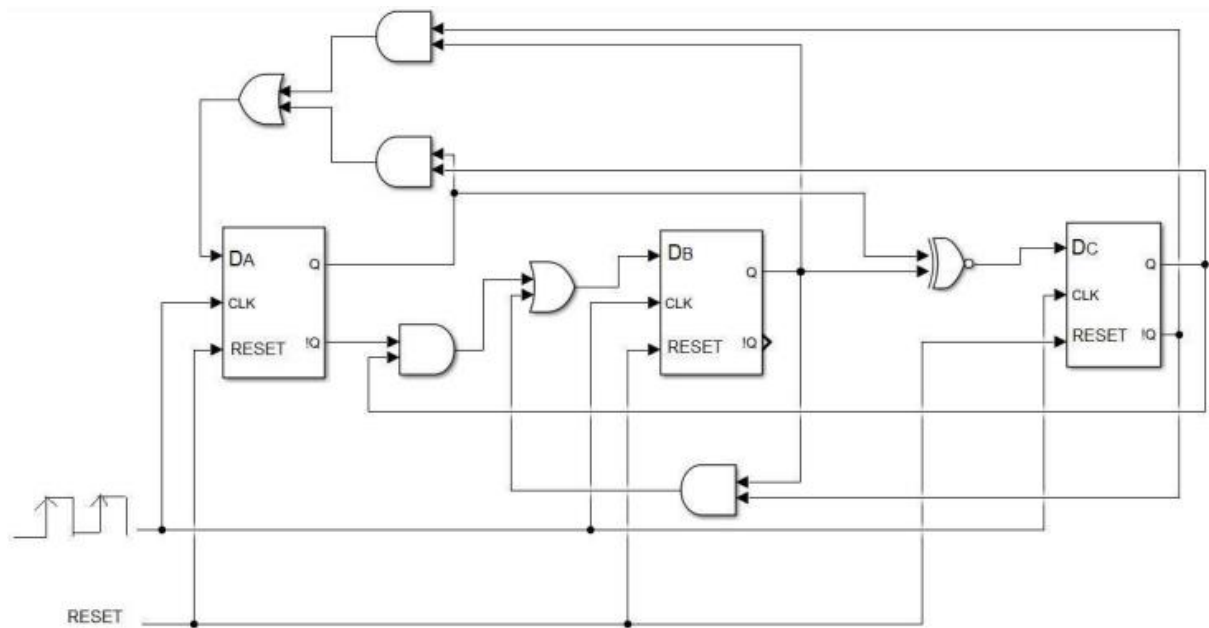 DA
Q
CLK
RESET
!Q
DB
Q
CLK
RESET
!Q
DC
Q
CLK
RESET
!Q
RESET